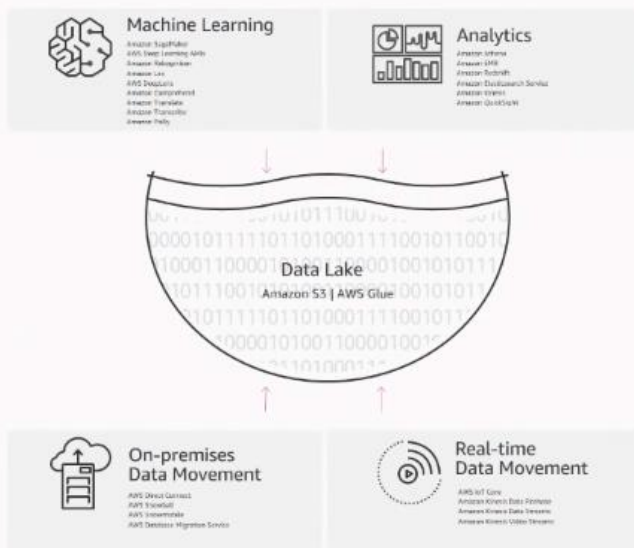 Machine Learning
Amazon SageMaker
AWS Deep Learning AMIs
Amazon Rekognition
Amazon Lex
AWS DeepLens
Amazon Comprehend
Amazon Translate
Amazon Transcribe
Amazon Polly
Analytics
Amazon Athena
Amazon EMR
Amazon Redshift
Amazon Elasticsearch Service
Amazon Kinesis
Amazon QuickSight
000010111110110100011110010110010
Data Lake
Amazon S3 | AWS Glue
On-premises
Data Movement
AWS Direct Connect
AWS Snowball
AWS Snowmobile
AWS Database Migration Service
Real-time
Data Movement
AWS IoT Core
Amazon Kinesis Data Firehose
Amazon Kinesis Data Streams
Amazon Kinesis Video Streams